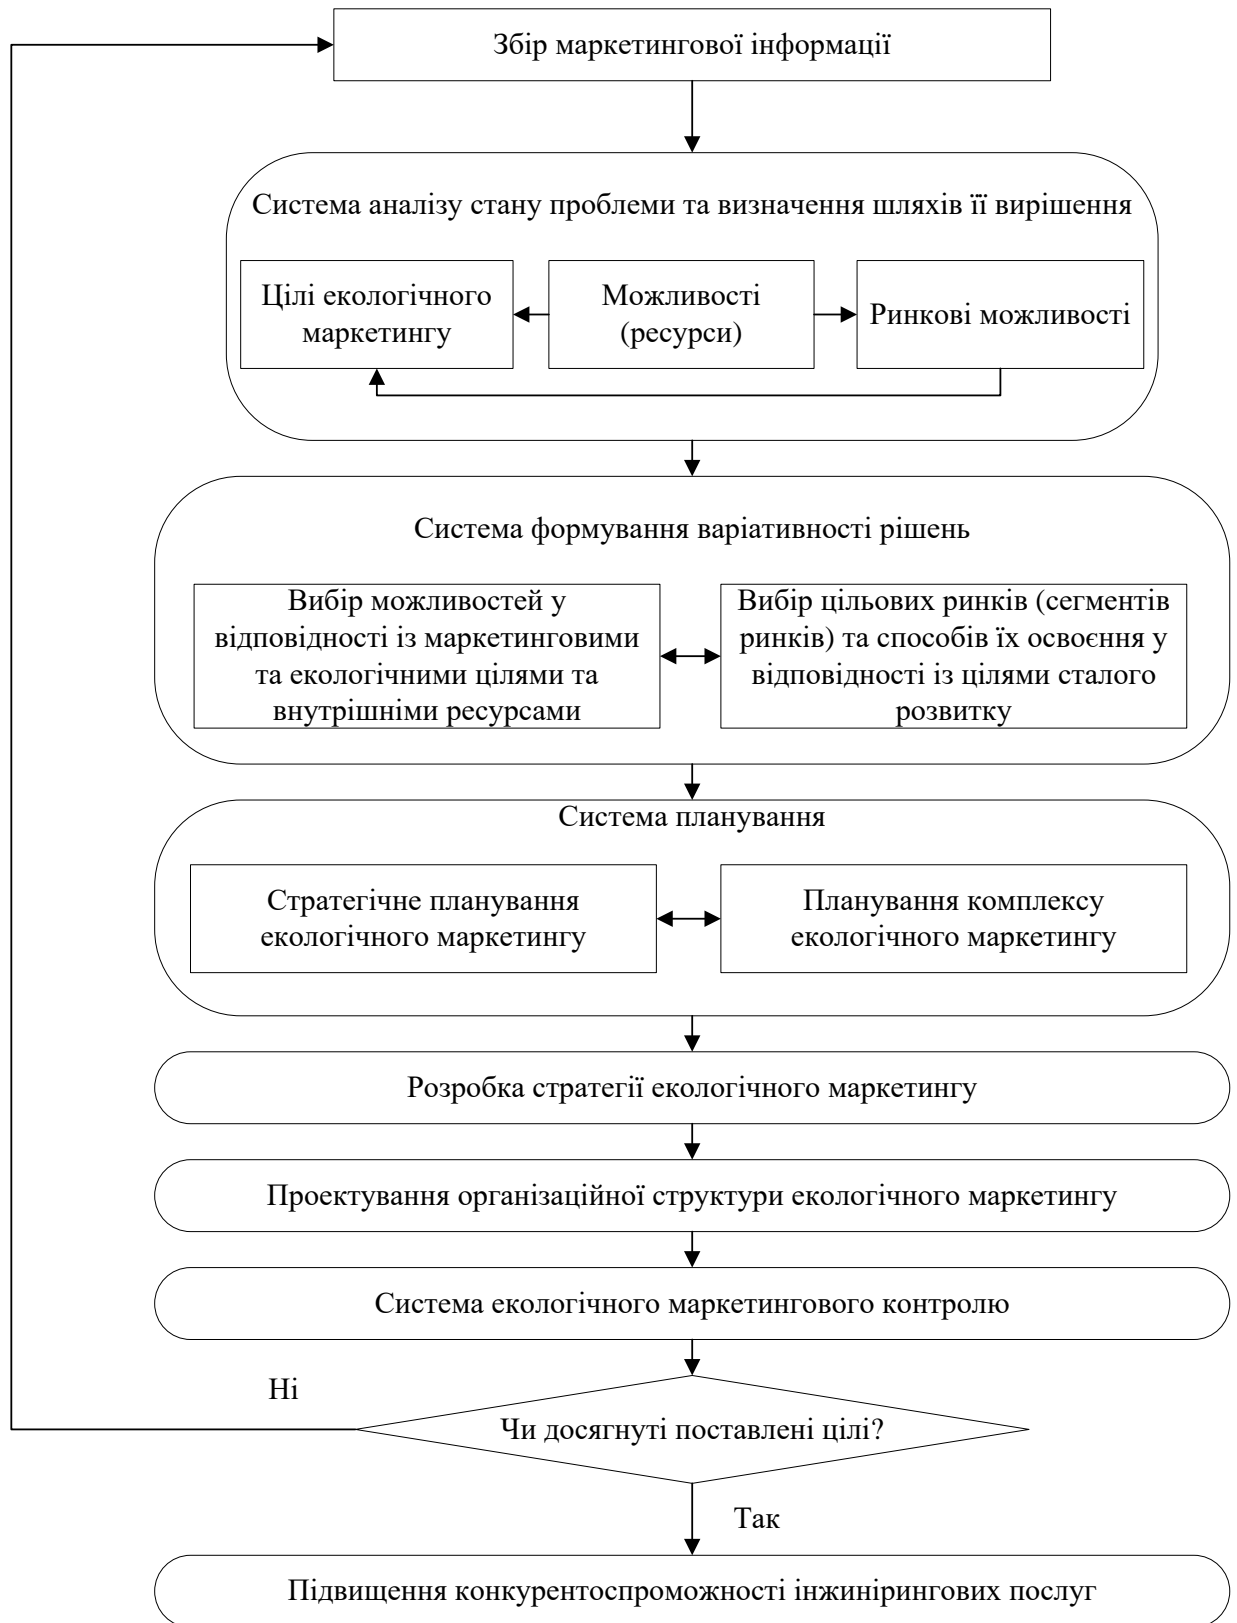 Збір маркетингової інформації
Система аналізу стану проблеми та визначення шляхів її вирішення
Цілі екологічного
маркетингу
Можливості
(ресурси)
Ринкові можливості
Система формування варіативності рішень
Вибір можливостей у
відповідності із маркетинговими
та екологічними цілями та
внутрішніми ресурсами
Вибір цільових ринків (сегментів
ринків) та способів їх освоєння у
відповідності із цілями сталого
розвитку
Система планування
Стратегічне планування
екологічного маркетингу
Планування комплексу
екологічного маркетингу
Розробка стратегії екологічного маркетингу
Проектування організаційної структури екологічного маркетингу
Система екологічного маркетингового контролю
Ні
Чи досягнуті поставлені цілі?
Так
Підвищення конкурентоспроможності інжинірингових послуг